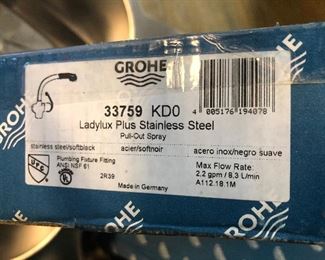 GROHE
33759 KD0
Ladylux Plus Stainless Steel
Pull-Out Spray
4 005176 194078
stainless steel/softblack acier/softnoir acero inox/negro suave
Plumbing Fixture Fitting
ANSI NSF 61
2R39
Made in Germany
Max Flow Rate:
2,2 gpm / 8,3 L/min
A112.18.1M
GROHE
GROHE
GROHE